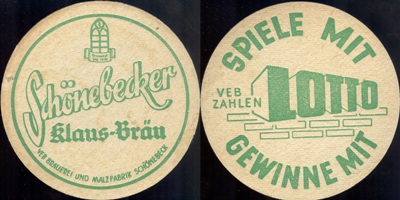 Schönebecker
Klaus-Bräu
VEB BRAUEREI UND MALZFABRIK SCHÖNEBECK
SPIELE MIT
VEB
ZAHLEN
LOTTO
GEWINNE MIT